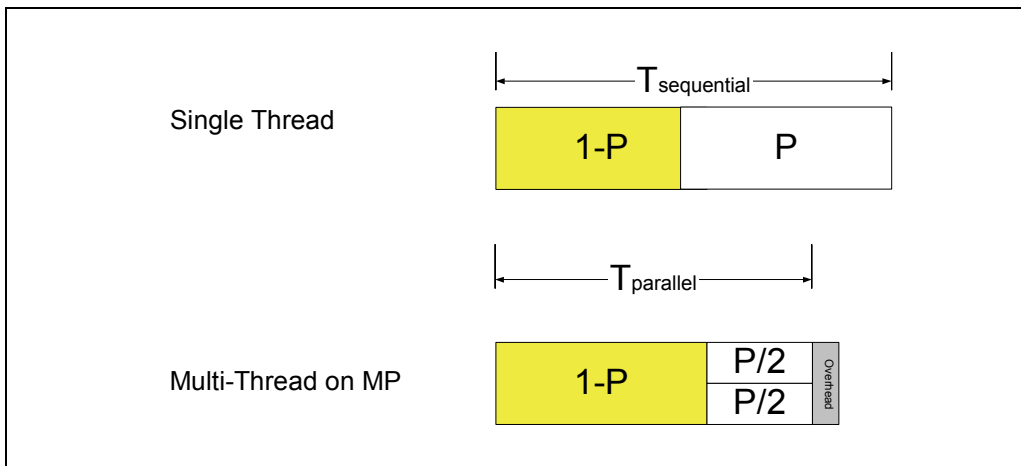 Tsequential
Single Thread
1-P
P
Tparallel
Multi-Thread on MP
1-P
P/2
P/2
Overhead